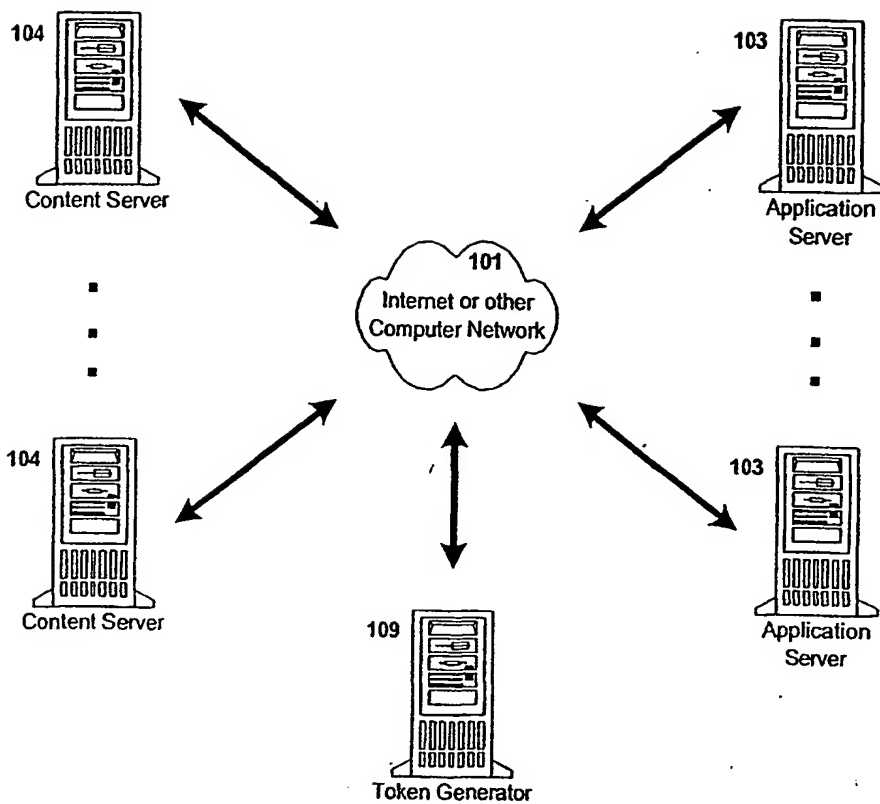 104
Content Server
103
Application
Server
101
Internet or other
Computer Network
104
Content Server
103
Application
Server
109
Token Generator